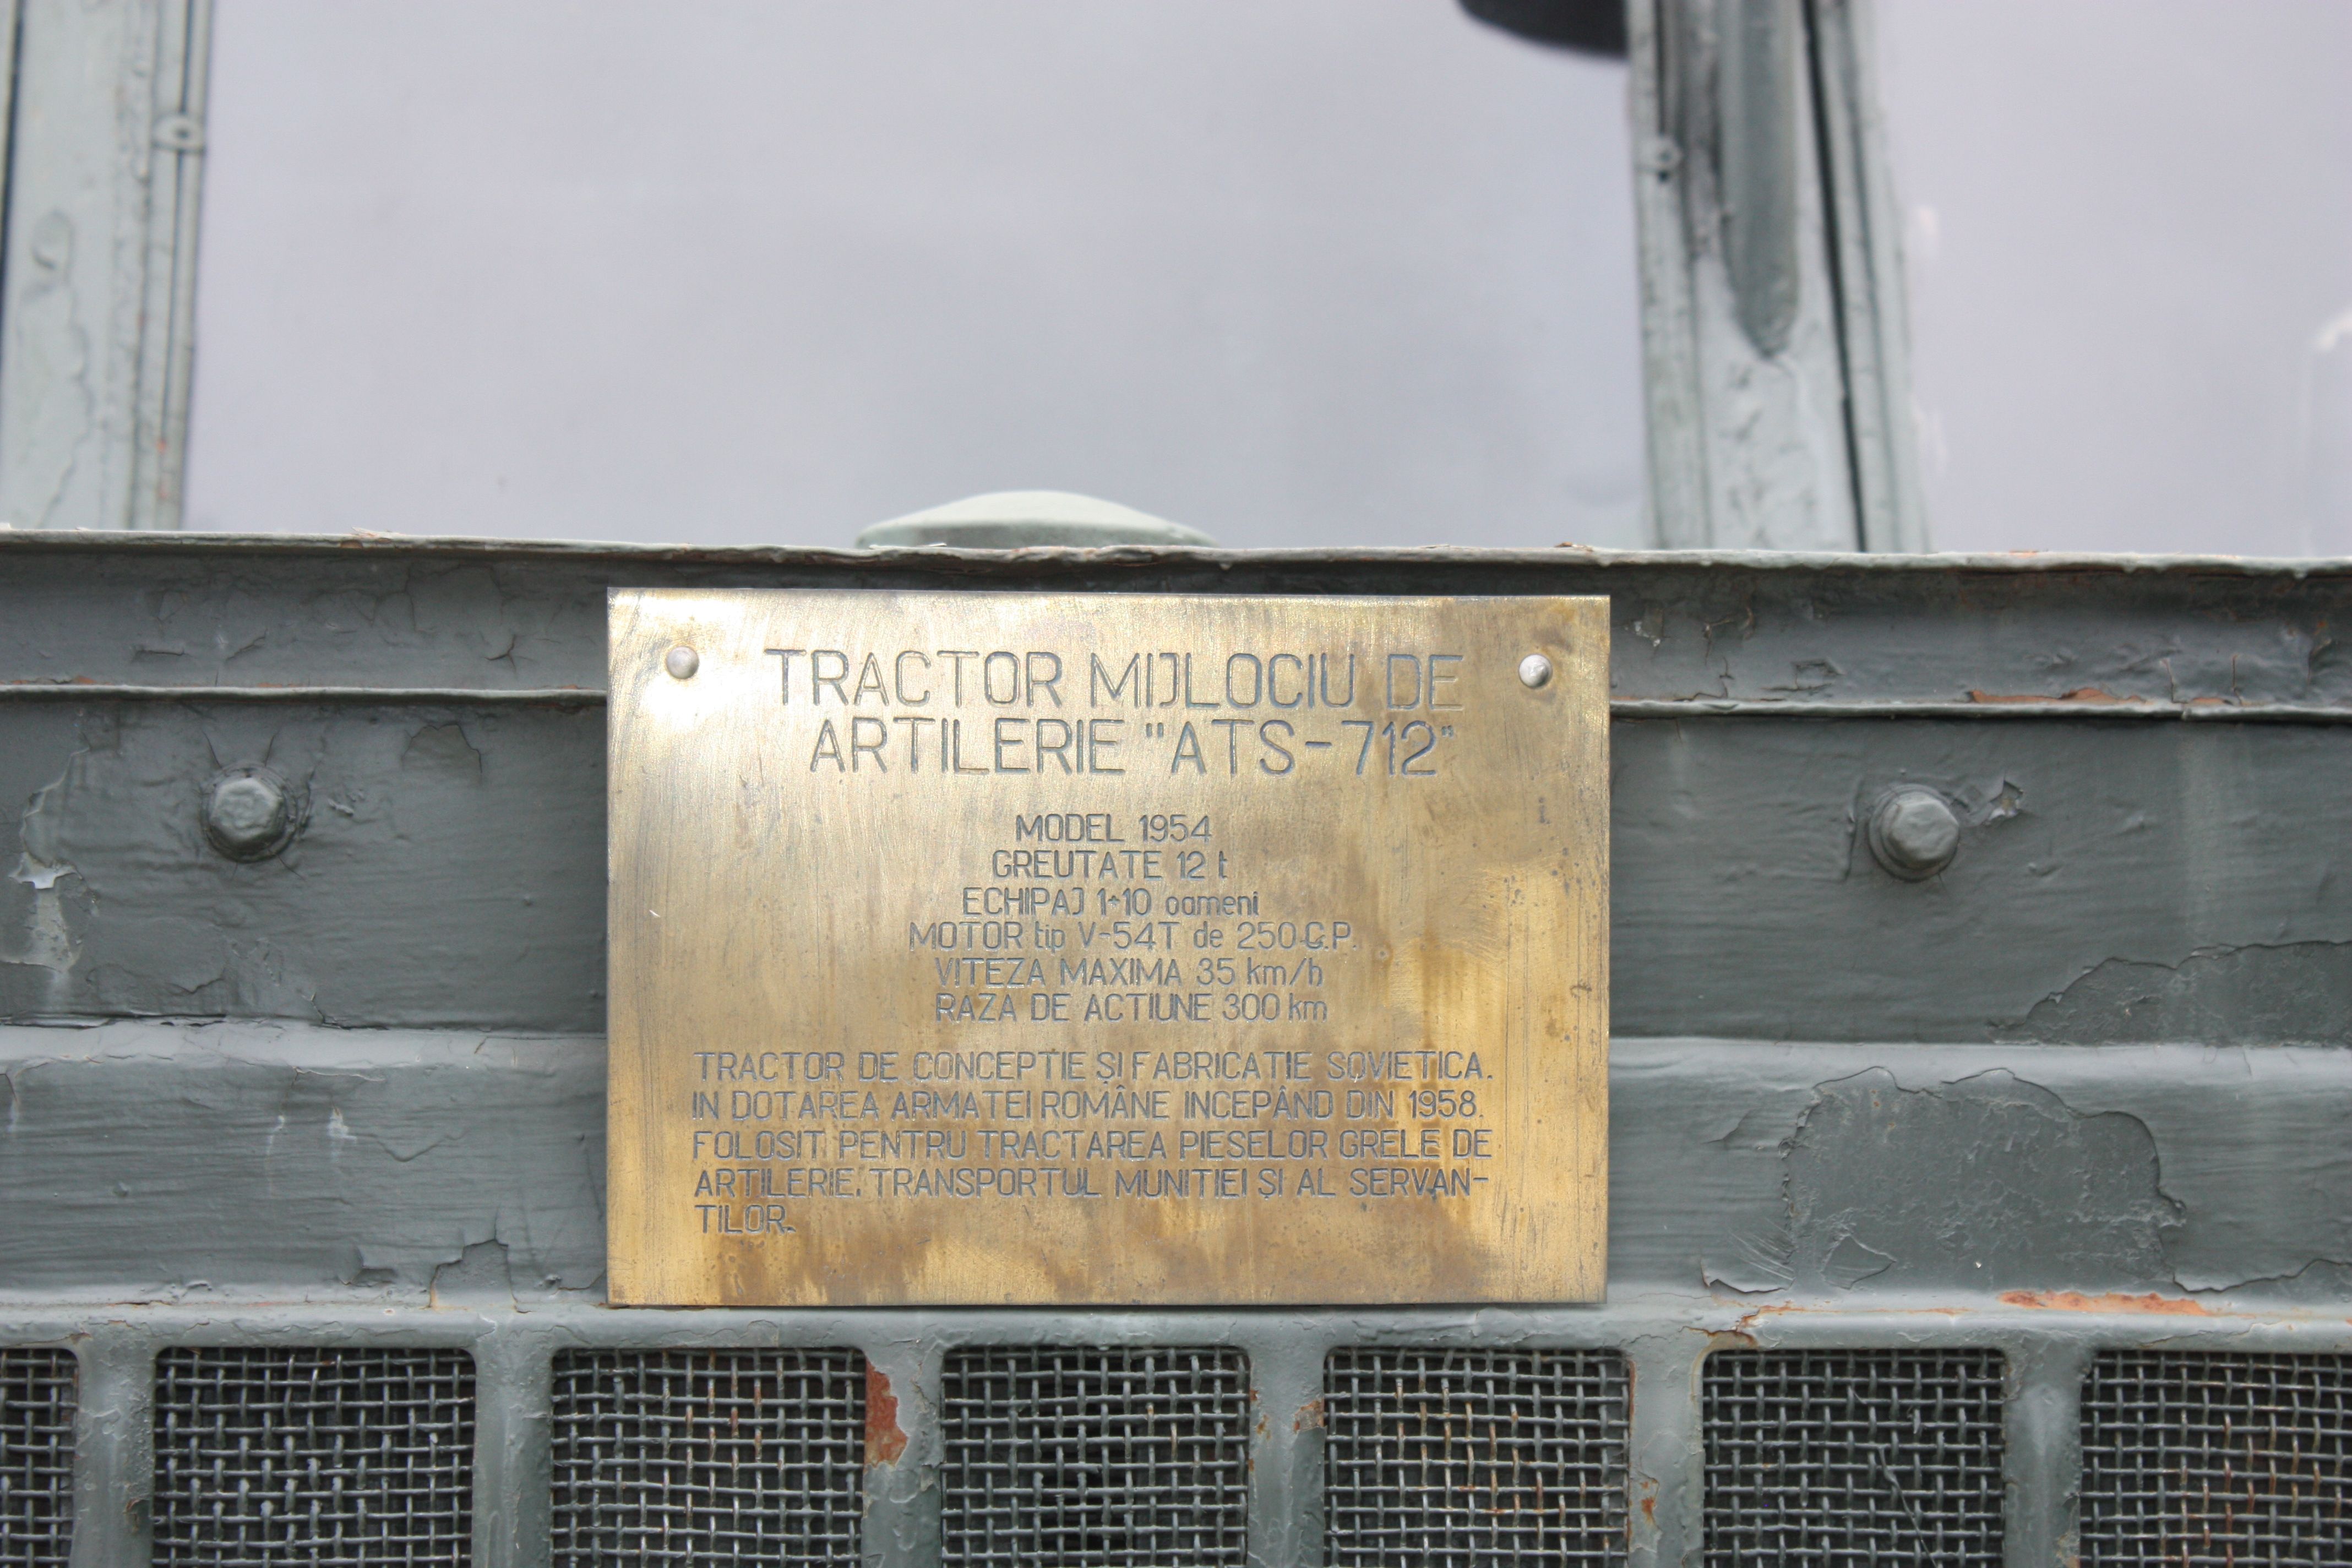 TRACTOR MIJLOCIU DE
ARTILERIE "ATS-712"
MODEL 1954
GREUTATE 12 t
ECHIPAJ 1+10 oameni
MOTOR tip V-54T de 250 C.P.
VITEZA MAXIMA 35 km/h
RAZA DE ACTIUNE 300 km
TRACTOR DE CONCEPTIE ȘI FABRICATIE SOVIETICA.
IN DOTAREA ARMATEI ROMÂNE INCEPÂND DIN 1958.
FOLOSIT PENTRU TRACTAREA PIESELOR GRELE DE
ARTILERIE, TRANSPORTUL MUNITIEI ȘI AL SERVAN-
TILOR.